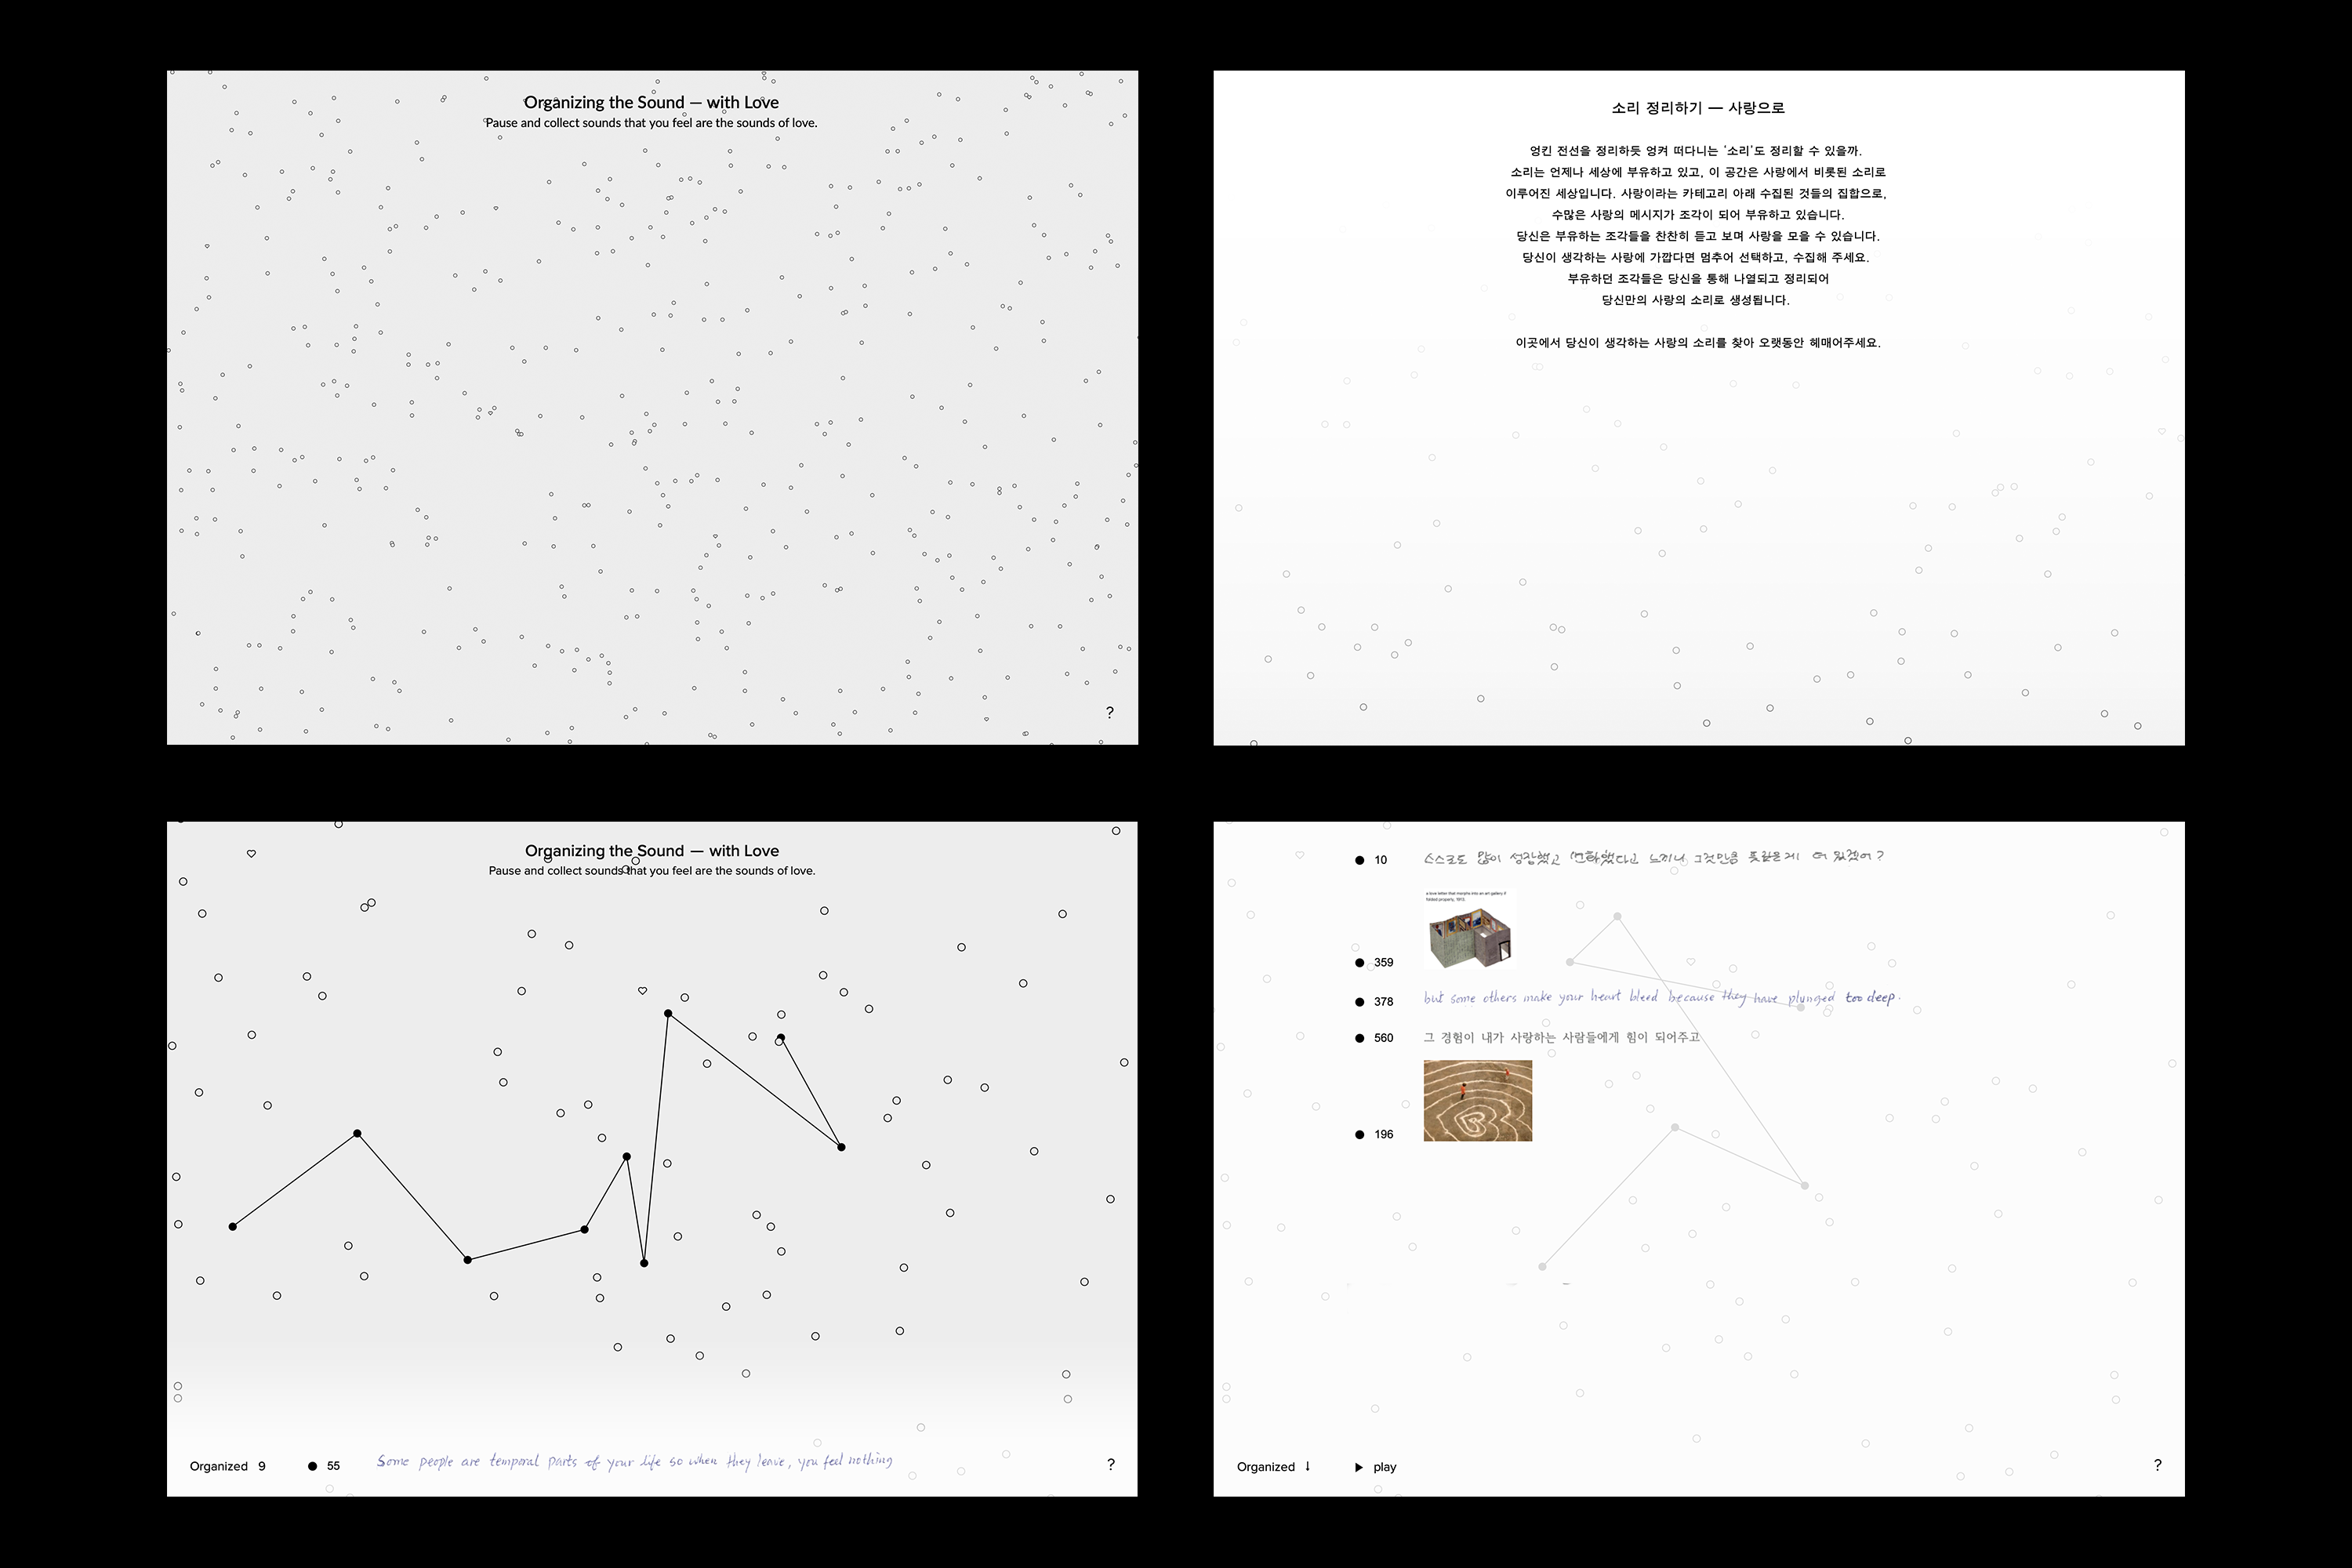 Organizing the Sound — with Love
Pause and collect sounds that you feel are the sounds of love.
?
소리 정리하기 — 사랑으로
엉킨 전선을 정리하듯 엉켜 떠다니는 '소리'도 정리할 수 있을까.
소리는 언제나 세상에 부유하고 있고, 이 공간은 사랑에서 비롯된 소리로
이루어진 세상입니다. 사랑이라는 카테고리 아래 수집된 것들의 집합으로,
수많은 사랑의 메시지가 조각이 되어 부유하고 있습니다.
당신은 부유하는 조각들을 찬찬히 듣고 보며 사랑을 모을 수 있습니다.
당신이 생각하는 사랑에 가깝다면 멈추어 선택하고, 수집해 주세요.
부유하던 조각들은 당신을 통해 나열되고 정리되어
당신만의 사랑의 소리로 생성됩니다.
이곳에서 당신이 생각하는 사랑의 소리를 찾아 오랫동안 헤매어주세요.
Organizing the Sound — with Love
Pause and collect sounds that you feel are the sounds of love.
Organized 9
55 Some people are temporal parts of your life so when they leave, you feel nothing
?
10 스스로도 많이 성장했고 변화했다고 느끼니 그것만큼 뜻깊은게 더 있겠어?
a love letter that morphs into an art gallery if
folded properly, 1913.
359
378 but some others make your heart bleed because they have plunged too deep.
560 그 경험이 내가 사랑하는 사람들에게 힘이 되어주고
196
Organized ↓
play
?